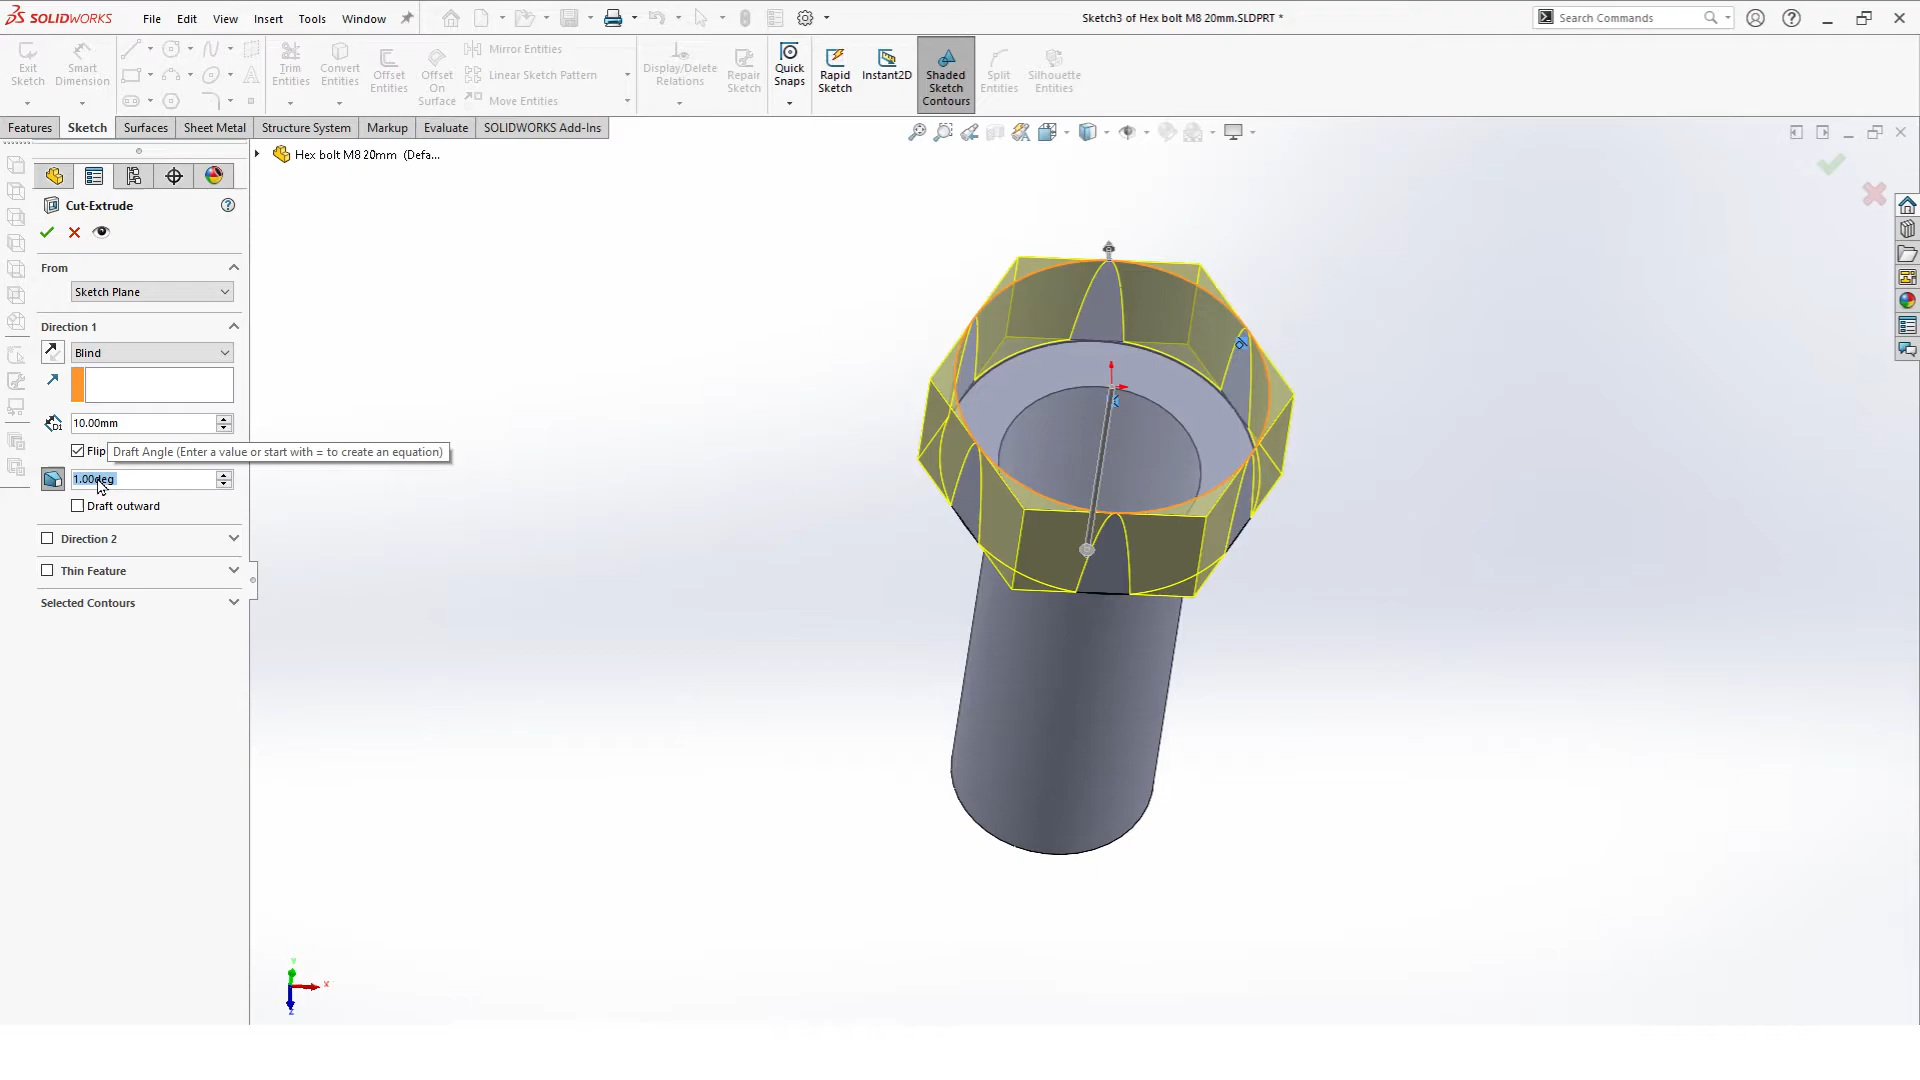 SOLIDWORKS File Edit View Insert Tools Window Sketch3 of Hex bolt M8 20mm.SLDPRT * Search Commands
Exit Sketch
Smart Dimension
Trim Entities
Convert Entities
Offset Entities
Offset On Surface
Mirror Entities
Linear Sketch Pattern
Move Entities
Display/Delete Relations
Repair Sketch
Quick Snaps
Rapid Sketch
Instant2D
Shaded Sketch Contours
Split Entities
Silhouette Entities
Features Sketch Surfaces Sheet Metal Structure System Markup Evaluate SOLIDWORKS Add-Ins
Hex bolt M8 20mm (Defa...
Cut-Extrude
From
Sketch Plane
Direction 1
Blind
D1 10.00mm
Flip
Draft Angle (Enter a value or start with = to create an equation)
1.00deg
Draft outward
Direction 2
Thin Feature
Selected Contours
Y
X
Z